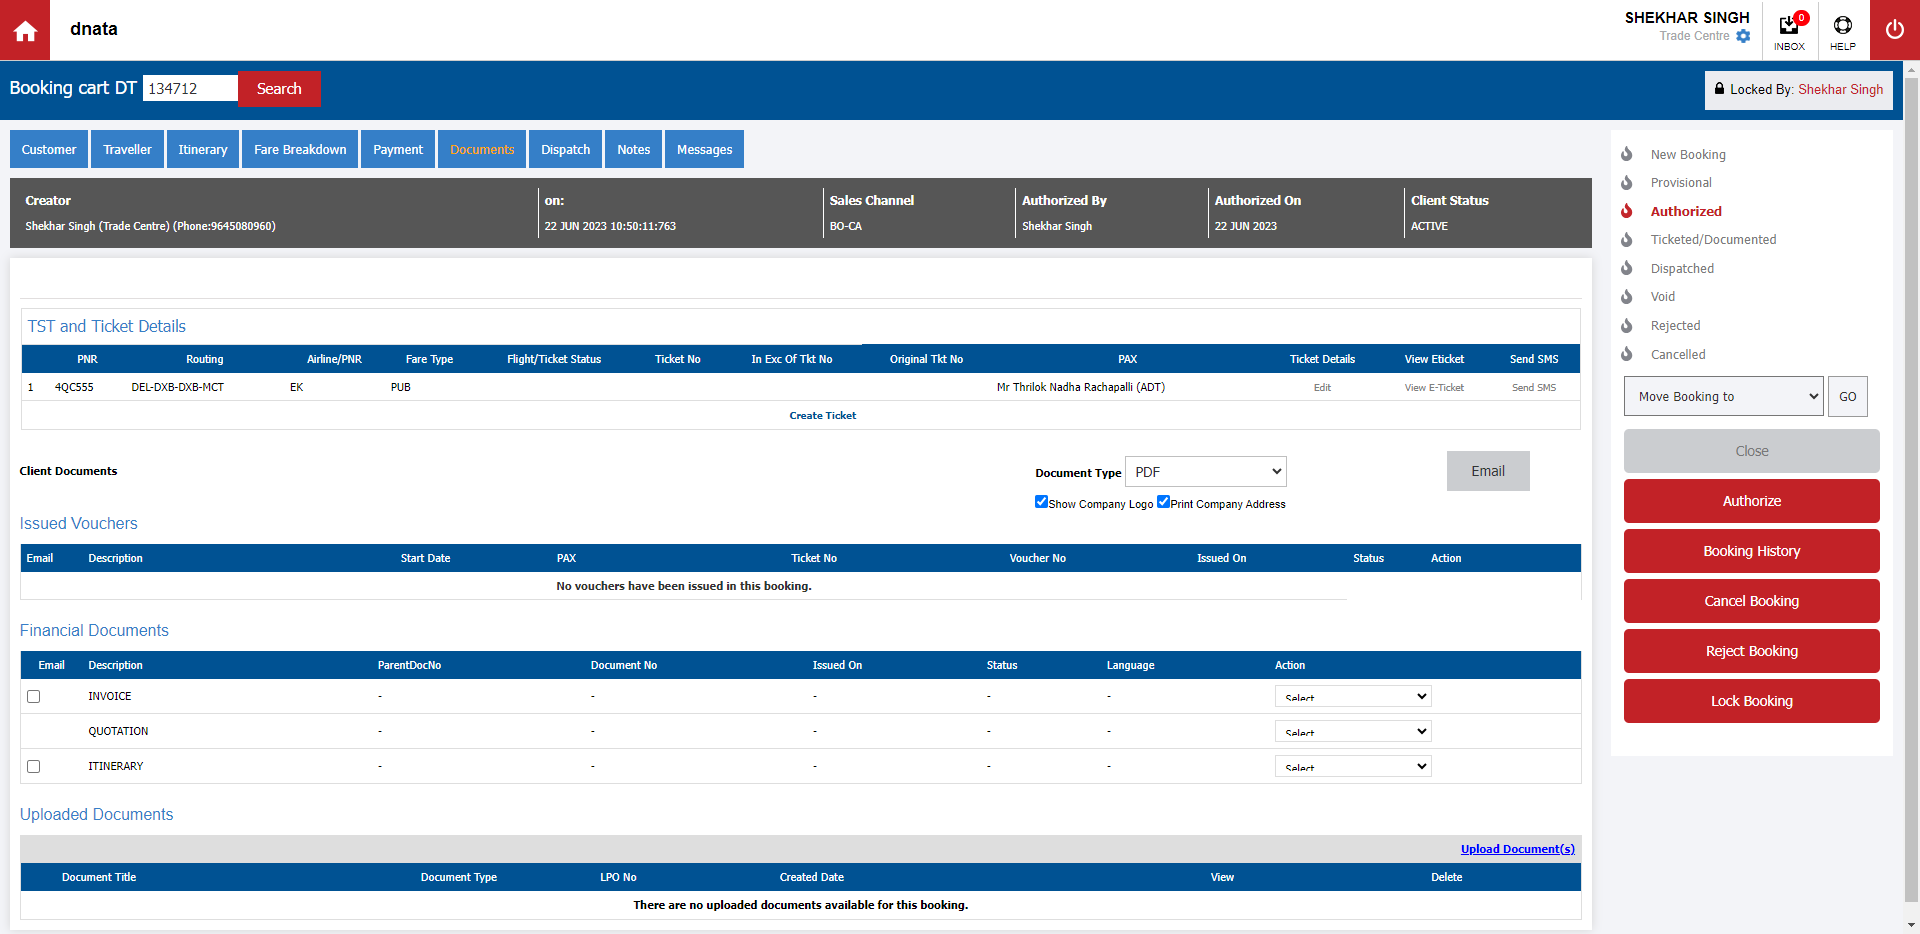 dnata
SHEKHAR SINGH
Trade Centre
0
INBOX
HELP
Booking cart DT 134712 Search
Locked By: Shekhar Singh
Customer Traveller Itinerary Fare Breakdown Payment Documents Dispatch Notes Messages
Creator on: Sales Channel Authorized By Authorized On Client Status
Shekhar Singh (Trade Centre) (Phone:9645080960) 22 JUN 2023 10:50:11:763 BO-CA Shekhar Singh 22 JUN 2023 ACTIVE
TST and Ticket Details
PNR Routing Airline/PNR Fare Type Flight/Ticket Status Ticket No In Exc Of Tkt No Original Tkt No PAX Ticket Details View Eticket Send SMS
1 4QC555 DEL-DXB-DXB-MCT EK PUB Mr Thrilok Nadha Rachapalli (ADT) Edit View E-Ticket Send SMS
Create Ticket
Client Documents
Document Type PDF
Email
Show Company Logo Print Company Address
Issued Vouchers
Email Description Start Date PAX Ticket No Voucher No Issued On Status Action
No vouchers have been issued in this booking.
Financial Documents
Email Description ParentDocNo Document No Issued On Status Language Action
INVOICE - - - - - Select
QUOTATION - - - - - Select
ITINERARY - - - - - Select
Uploaded Documents
Upload Document(s)
Document Title Document Type LPO No Created Date View Delete
There are no uploaded documents available for this booking.
New Booking
Provisional
Authorized
Ticketed/Documented
Dispatched
Void
Rejected
Cancelled
Move Booking to GO
Close
Authorize
Booking History
Cancel Booking
Reject Booking
Lock Booking